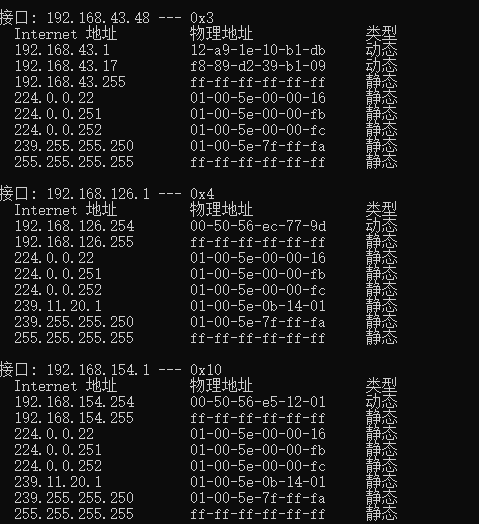 接口: 192.168.43.48 --- 0x3
Internet 地址 物理地址 类型
192.168.43.1 12-a9-1e-10-b1-db 动态
192.168.43.17 f8-89-d2-39-b1-09 动态
192.168.43.255 ff-ff-ff-ff-ff-ff 静态
224.0.0.22 01-00-5e-00-00-16 静态
224.0.0.251 01-00-5e-00-00-fb 静态
224.0.0.252 01-00-5e-00-00-fc 静态
239.255.255.250 01-00-5e-7f-ff-fa 静态
255.255.255.255 ff-ff-ff-ff-ff-ff 静态
接口: 192.168.126.1 --- 0x4
Internet 地址 物理地址 类型
192.168.126.254 00-50-56-ec-77-9d 动态
192.168.126.255 ff-ff-ff-ff-ff-ff 静态
224.0.0.22 01-00-5e-00-00-16 静态
224.0.0.251 01-00-5e-00-00-fb 静态
224.0.0.252 01-00-5e-00-00-fc 静态
239.11.20.1 01-00-5e-0b-14-01 静态
239.255.255.250 01-00-5e-7f-ff-fa 静态
255.255.255.255 ff-ff-ff-ff-ff-ff 静态
接口: 192.168.154.1 --- 0x10
Internet 地址 物理地址 类型
192.168.154.254 00-50-56-e5-12-01 动态
192.168.154.255 ff-ff-ff-ff-ff-ff 静态
224.0.0.22 01-00-5e-00-00-16 静态
224.0.0.251 01-00-5e-00-00-fb 静态
224.0.0.252 01-00-5e-00-00-fc 静态
239.11.20.1 01-00-5e-0b-14-01 静态
239.255.255.250 01-00-5e-7f-ff-fa 静态
255.255.255.255 ff-ff-ff-ff-ff-ff 静态